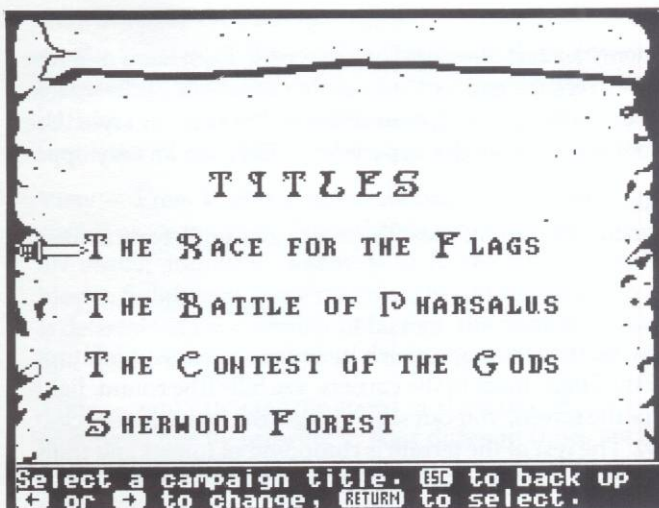 TITLES
THE RACE FOR THE FLAGS
THE BATTLE OF PHARSALUS
THE CONTEST OF THE GODS
SHERWOOD FOREST
Select a campaign title. ESC to back up
← or → to change, RETURN to select.